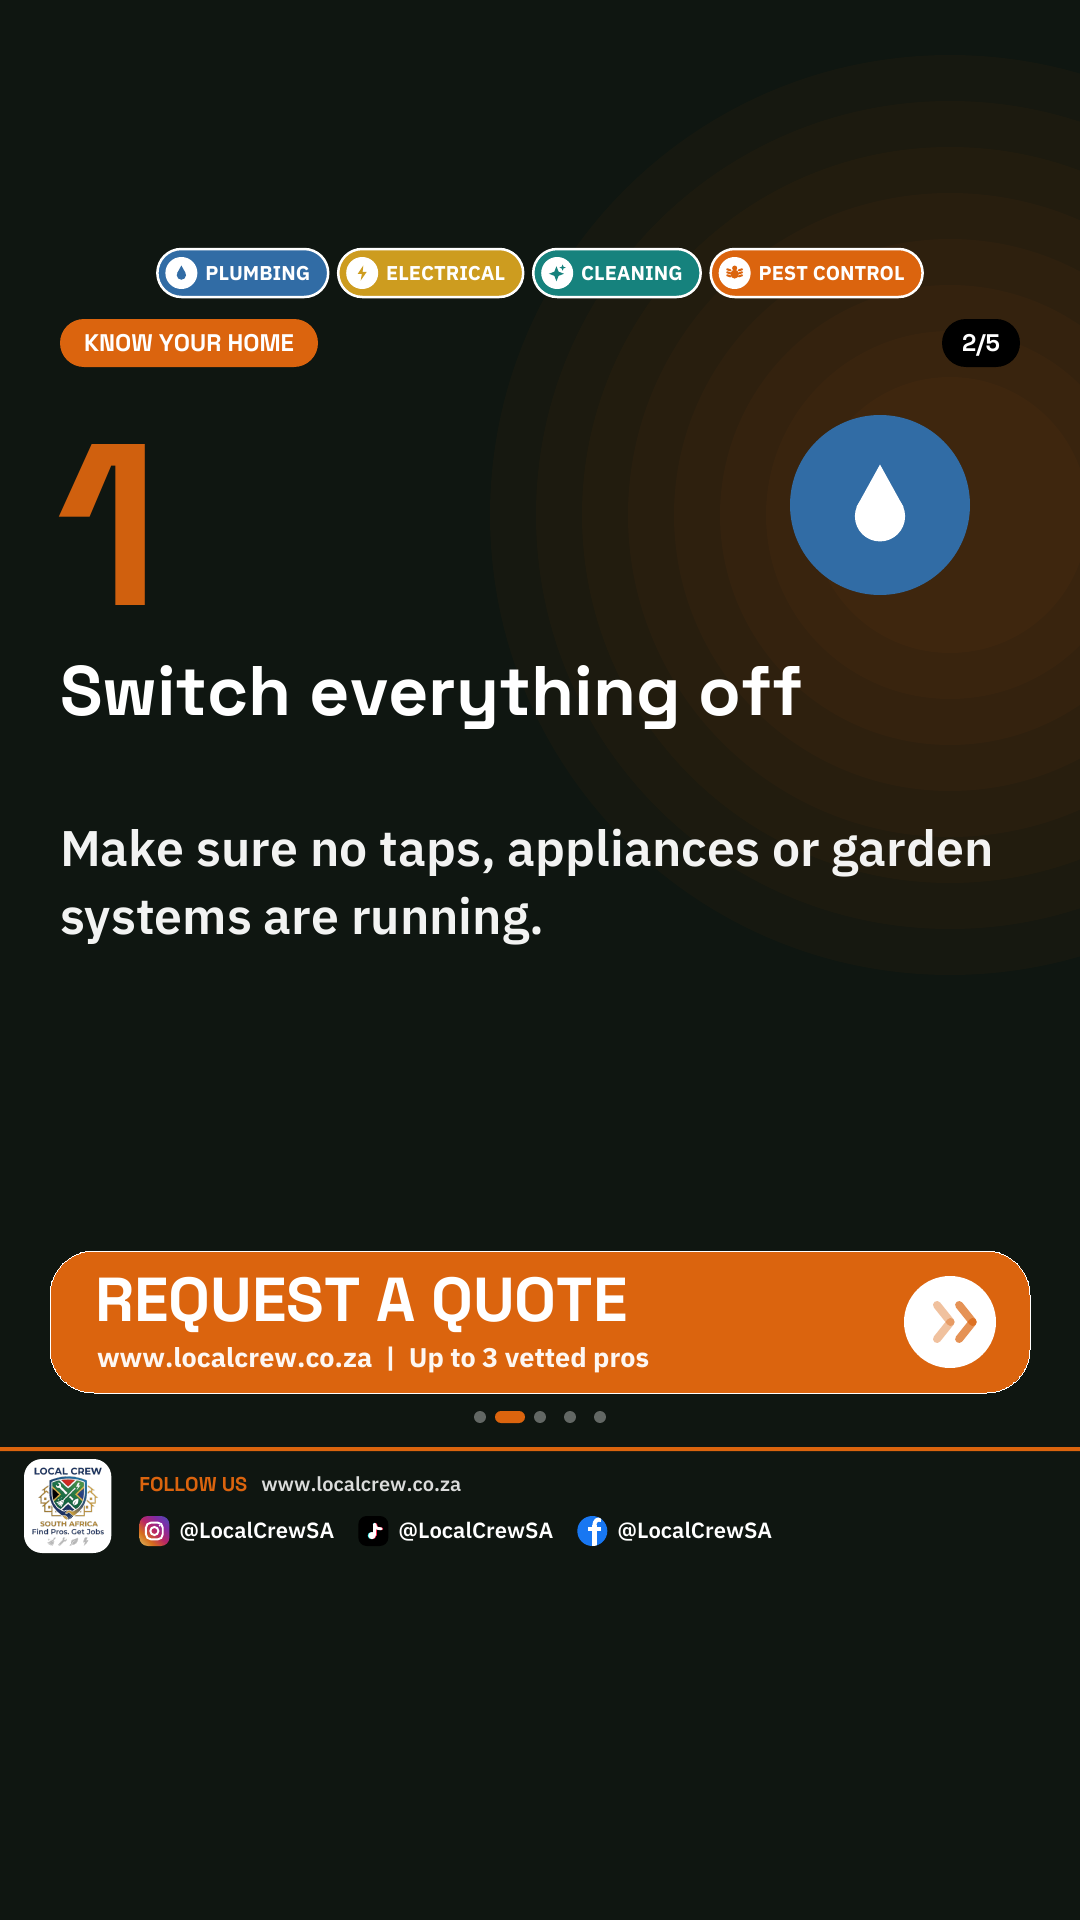 PLUMBING ELECTRICAL CLEANING PEST CONTROL
KNOW YOUR HOME 2/5
1
Switch everything off
Make sure no taps, appliances or garden
systems are running.
REQUEST A QUOTE
www.localcrew.co.za | Up to 3 vetted pros
LOCAL CREW
SOUTH AFRICA
Find Pros. Get Jobs
FOLLOW US www.localcrew.co.za
@LocalCrewSA @LocalCrewSA @LocalCrewSA